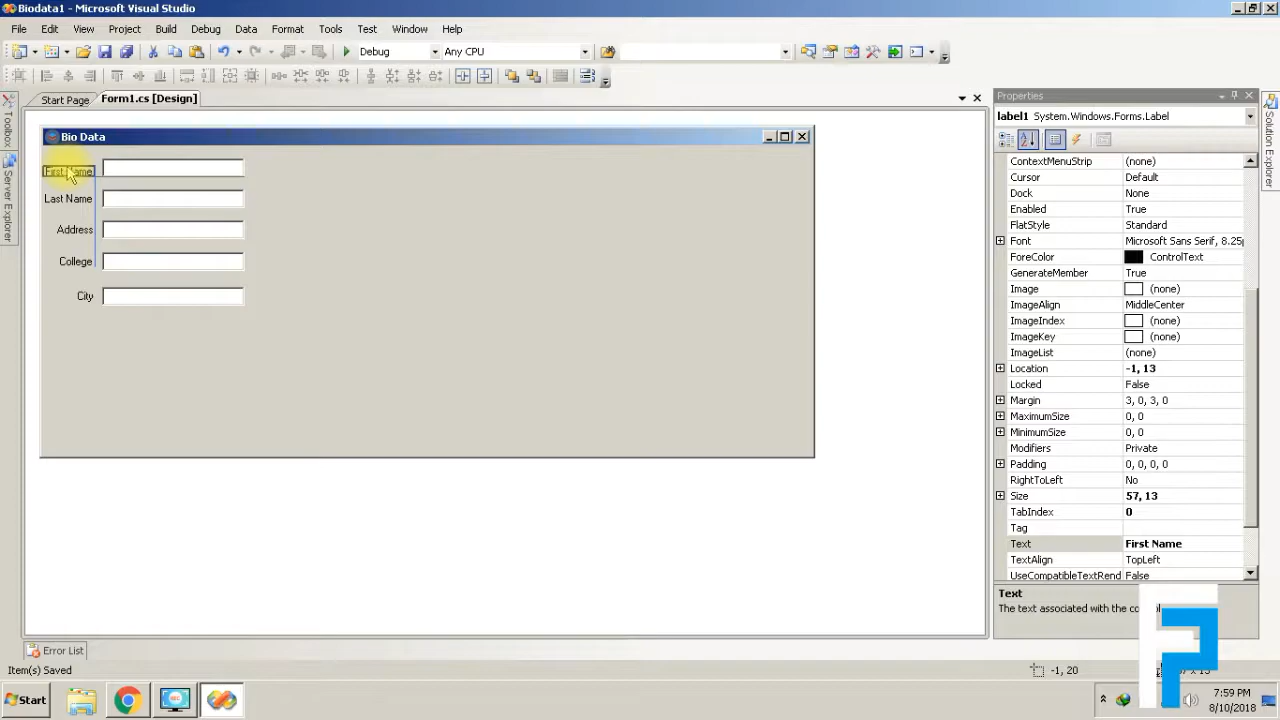 Biodata1 - Microsoft Visual Studio
File Edit View Project Build Debug Data Format Tools Test Window Help
Debug Any CPU
Start Page Form1.cs [Design] Properties
label1 System.Windows.Forms.Label
Toolbox
Server Explorer
Solution Explorer
Bio Data
First Name
Last Name
Address
College
City
ContextMenuStrip (none)
Cursor Default
Dock None
Enabled True
FlatStyle Standard
Font Microsoft Sans Serif, 8.25p
ForeColor ControlText
GenerateMember True
Image (none)
ImageAlign MiddleCenter
ImageIndex (none)
ImageKey (none)
ImageList (none)
Location -1, 13
Locked False
Margin 3, 0, 3, 0
MaximumSize 0, 0
MinimumSize 0, 0
Modifiers Private
Padding 0, 0, 0, 0
RightToLeft No
Size 57, 13
TabIndex 0
Tag
Text First Name
TextAlign TopLeft
UseCompatibleTextRend False
Text
The text associated with the co
Error List
Item(s) Saved -1, 20
Start 7:59 PM
8/10/2018